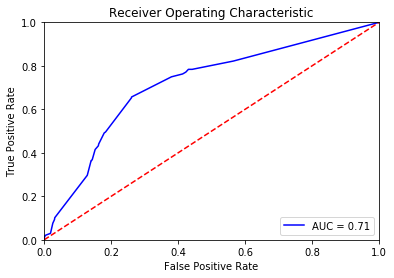 Receiver Operating Characteristic
True Positive Rate
1.0
0.8
0.6
0.4
0.2
0.0
AUC = 0.71
0.0 0.2 0.4 0.6 0.8 1.0
False Positive Rate